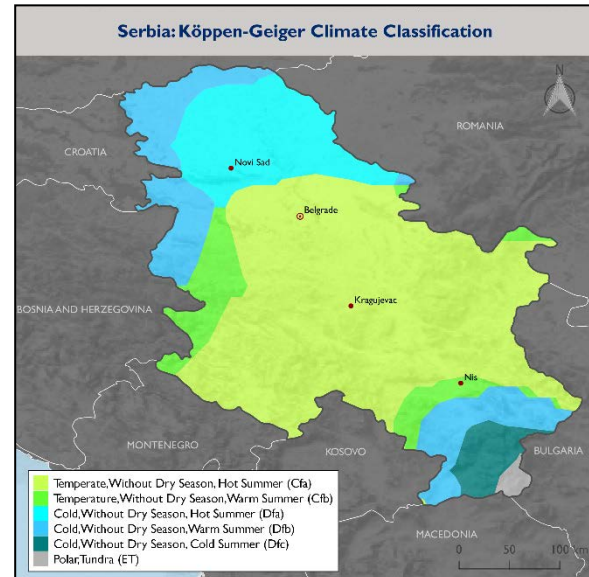 Serbia: Köppen-Geiger Climate Classification
N
ROMANIA
CROATIA
Novi Sad
Belgrade
BOSNIA AND HERZEGOVINA
Kragujevac
Nis
MONTENEGRO
KOSOVO
BULGARIA
MACEDONIA
Temperate, Without Dry Season, Hot Summer (Cfa)
Temperature, Without Dry Season, Warm Summer (Cfb)
Cold, Without Dry Season, Hot Summer (Dfa)
Cold, Without Dry Season, Warm Summer (Dfb)
Cold, Without Dry Season, Cold Summer (Dfc)
Polar, Tundra (ET)
0 50 100 km